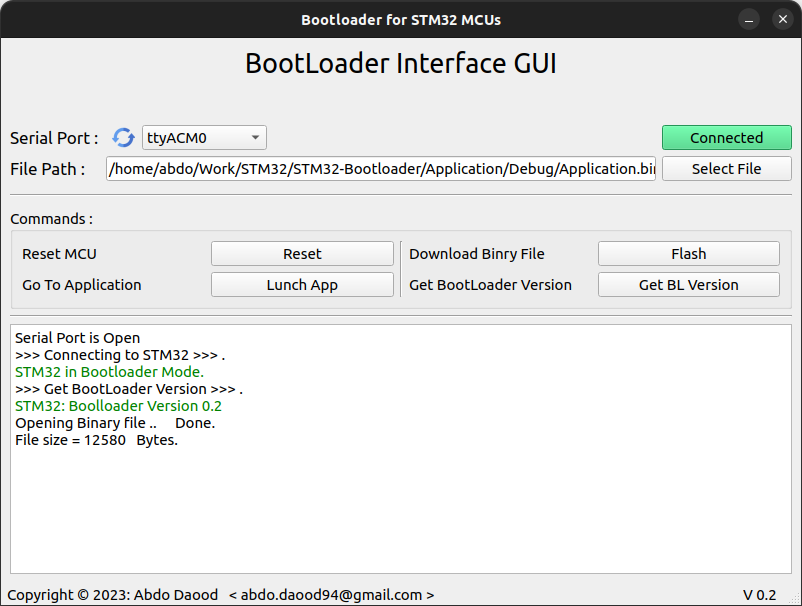 Bootloader for STM32 MCUs
BootLoader Interface GUI
Serial Port : ttyACM0 Connected
File Path : /home/abdo/Work/STM32/STM32-Bootloader/Application/Debug/Application.bin Select File
Commands :
Reset MCU Reset Download Binry File Flash
Go To Application Lunch App Get BootLoader Version Get BL Version
Serial Port is Open
>>> Connecting to STM32 >>> .
STM32 in Bootloader Mode.
>>> Get BootLoader Version >>> .
STM32: Boolloader Version 0.2
Opening Binary file .. Done.
File size = 12580 Bytes.
Copyright © 2023: Abdo Daood < abdo.daood94@gmail.com > V 0.2